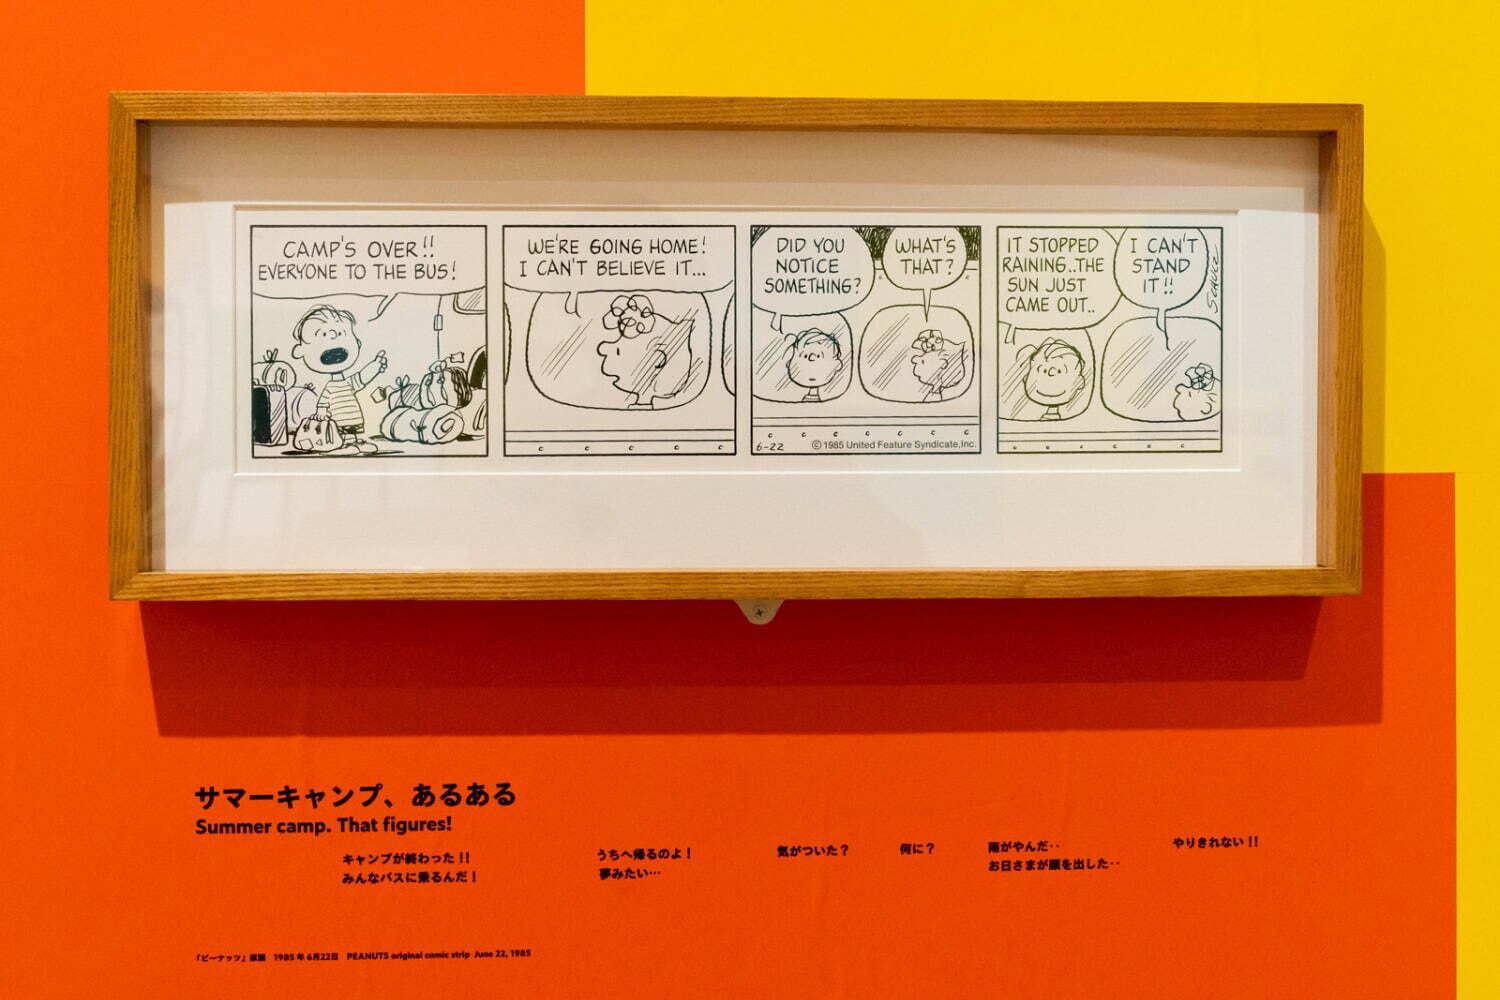 CAMP'S OVER!!
EVERYONE TO THE BUS!
WE'RE GOING HOME!
I CAN'T BELIEVE IT...
DID YOU
NOTICE
SOMETHING?
WHAT'S
THAT?
6-22
© 1985 United Feature Syndicate, Inc.
IT STOPPED
RAINING..THE
SUN JUST
CAME OUT..
I CAN'T
STAND
IT!!
SCHULZ
サマーキャンプ、あるある
Summer camp. That figures!
キャンプが終わった!!
みんなバスに乗るんだ!
うちへ帰るのよ!
夢みたい…
気がついた?
何に?
雨がやんだ‥
お日さまが顔を出した‥
やりきれない!!
「ピーナッツ」原画 1985年6月22日 PEANUTS original comic strip June 22, 1985